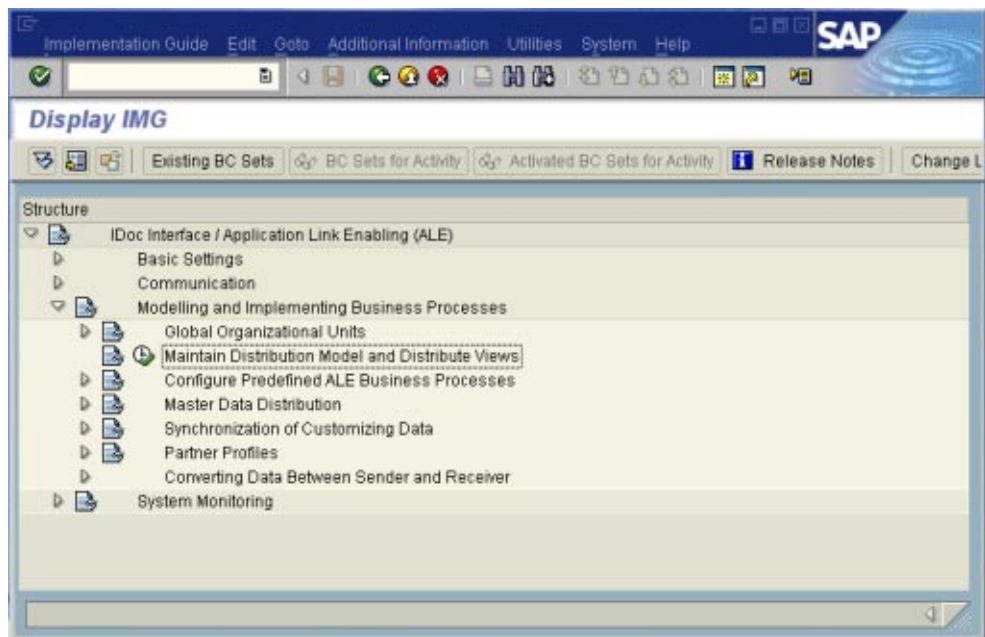 Implementation Guide Edit Goto Additional Information Utilities System Help
SAP
Display IMG
Existing BC Sets BC Sets for Activity Activated BC Sets for Activity Release Notes Change L
Structure
IDoc Interface / Application Link Enabling (ALE)
Basic Settings
Communication
Modelling and Implementing Business Processes
Global Organizational Units
Maintain Distribution Model and Distribute Views
Configure Predefined ALE Business Processes
Master Data Distribution
Synchronization of Customizing Data
Partner Profiles
Converting Data Between Sender and Receiver
System Monitoring